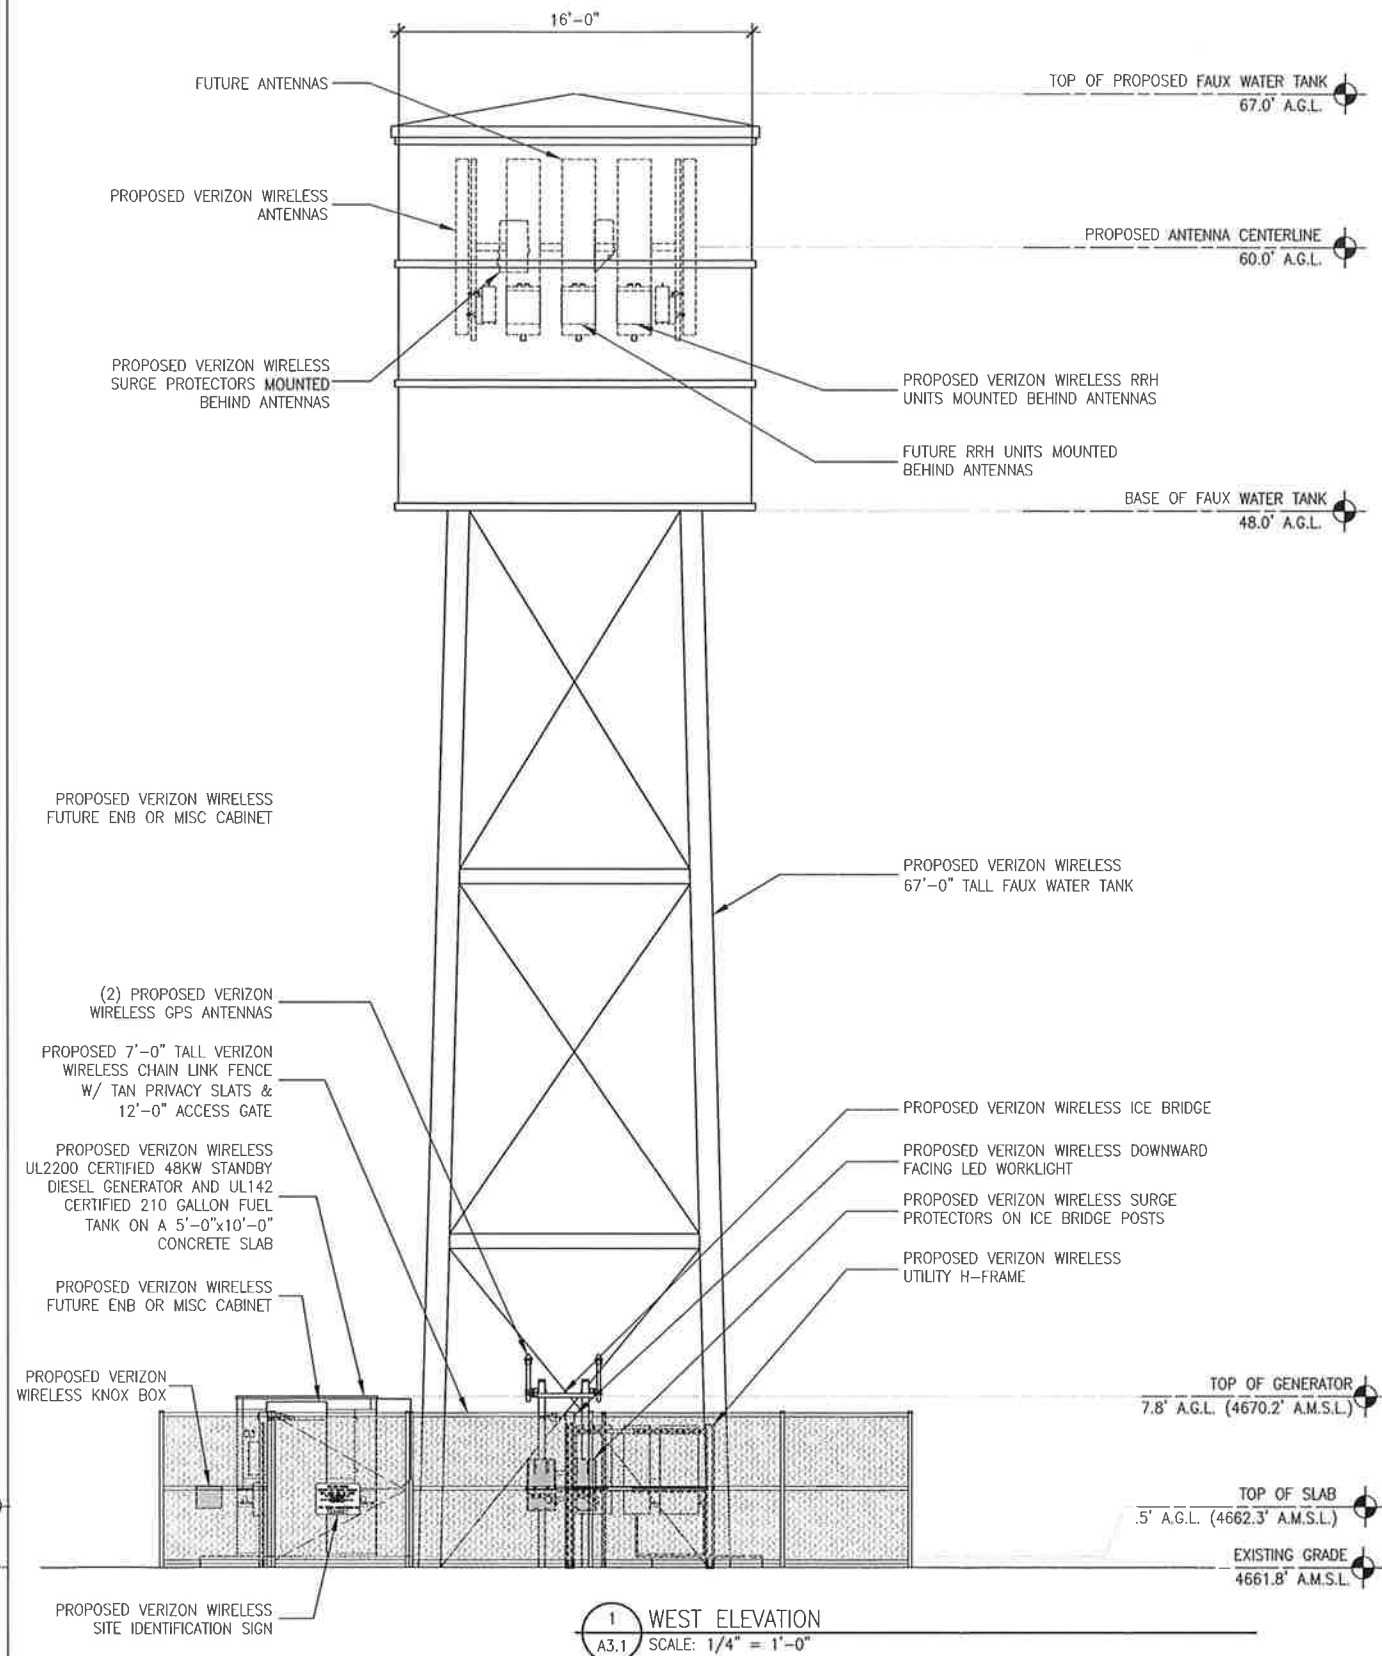 16'-0"
FUTURE ANTENNAS
TOP OF PROPOSED FAUX WATER TANK
67.0' A.G.L.
PROPOSED VERIZON WIRELESS
ANTENNAS
PROPOSED ANTENNA CENTERLINE
60.0' A.G.L.
PROPOSED VERIZON WIRELESS
SURGE PROTECTORS MOUNTED
BEHIND ANTENNAS
PROPOSED VERIZON WIRELESS RRH
UNITS MOUNTED BEHIND ANTENNAS
FUTURE RRH UNITS MOUNTED
BEHIND ANTENNAS
BASE OF FAUX WATER TANK
48.0' A.G.L.
PROPOSED VERIZON WIRELESS
FUTURE ENB OR MISC CABINET
PROPOSED VERIZON WIRELESS
67'-0" TALL FAUX WATER TANK
(2) PROPOSED VERIZON
WIRELESS GPS ANTENNAS
PROPOSED 7'-0" TALL VERIZON
WIRELESS CHAIN LINK FENCE
W/ TAN PRIVACY SLATS &
12'-0" ACCESS GATE
PROPOSED VERIZON WIRELESS
UL2200 CERTIFIED 48KW STANDBY
DIESEL GENERATOR AND UL142
CERTIFIED 210 GALLON FUEL
TANK ON A 5'-0"x10'-0"
CONCRETE SLAB
PROPOSED VERIZON WIRELESS
FUTURE ENB OR MISC CABINET
PROPOSED VERIZON
WIRELESS KNOX BOX
PROPOSED VERIZON WIRELESS ICE BRIDGE
PROPOSED VERIZON WIRELESS DOWNWARD
FACING LED WORKLIGHT
PROPOSED VERIZON WIRELESS SURGE
PROTECTORS ON ICE BRIDGE POSTS
PROPOSED VERIZON WIRELESS
UTILITY H-FRAME
TOP OF GENERATOR
7.8' A.G.L. (4670.2' A.M.S.L.)
TOP OF SLAB
.5' A.G.L. (4662.3' A.M.S.L.)
EXISTING GRADE
4661.8' A.M.S.L.
PROPOSED VERIZON WIRELESS
SITE IDENTIFICATION SIGN
1
A3.1
WEST ELEVATION
SCALE: 1/4" = 1'-0"